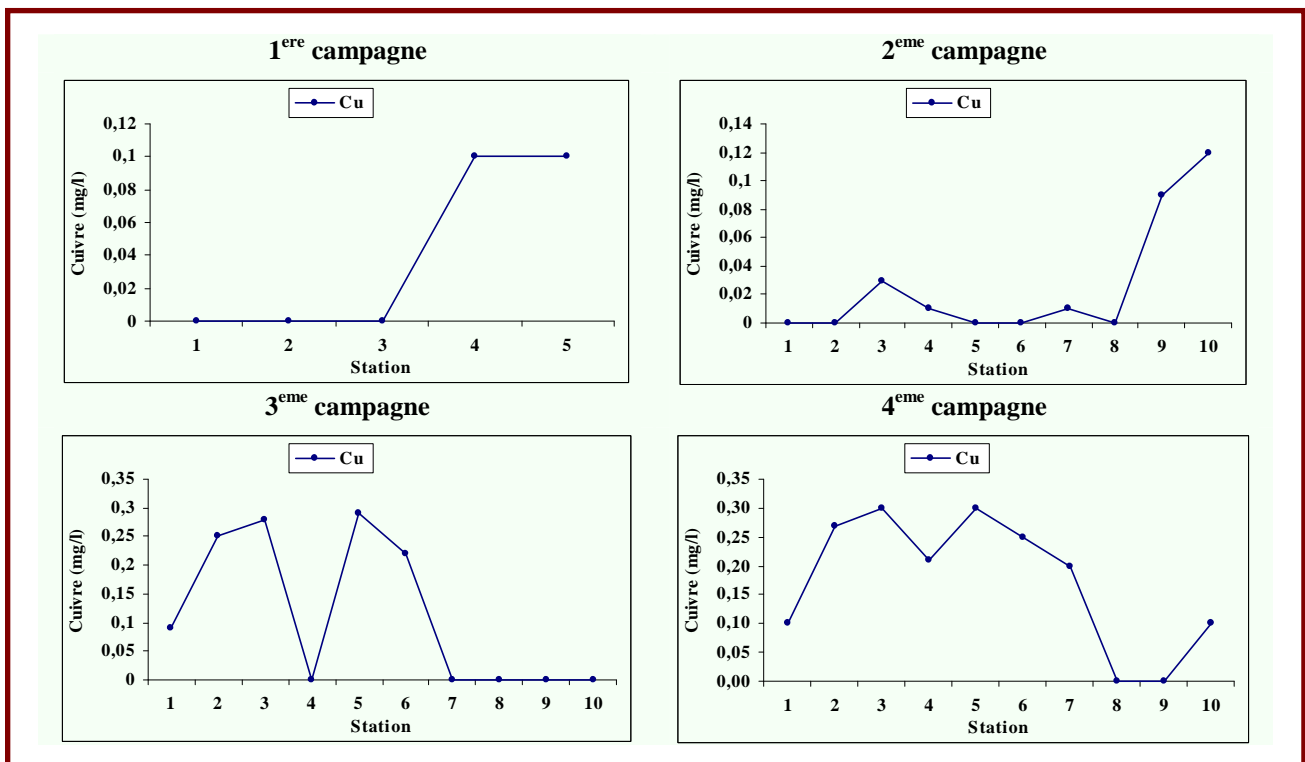 1ere campagne
Cu
0,12
0,1
0,08
0,06
0,04
0,02
0
Cuivre (mg/l)
1 2 3 4 5
Station
2eme campagne
Cu
0,14
0,12
0,1
0,08
0,06
0,04
0,02
0
Cuivre (mg/l)
1 2 3 4 5 6 7 8 9 10
Station
3eme campagne
Cu
0,35
0,3
0,25
0,2
0,15
0,1
0,05
0
Cuivre (mg/l)
1 2 3 4 5 6 7 8 9 10
Station
4eme campagne
Cu
0,35
0,30
0,25
0,20
0,15
0,10
0,05
0,00
Cuivre (mg/l)
1 2 3 4 5 6 7 8 9 10
Station